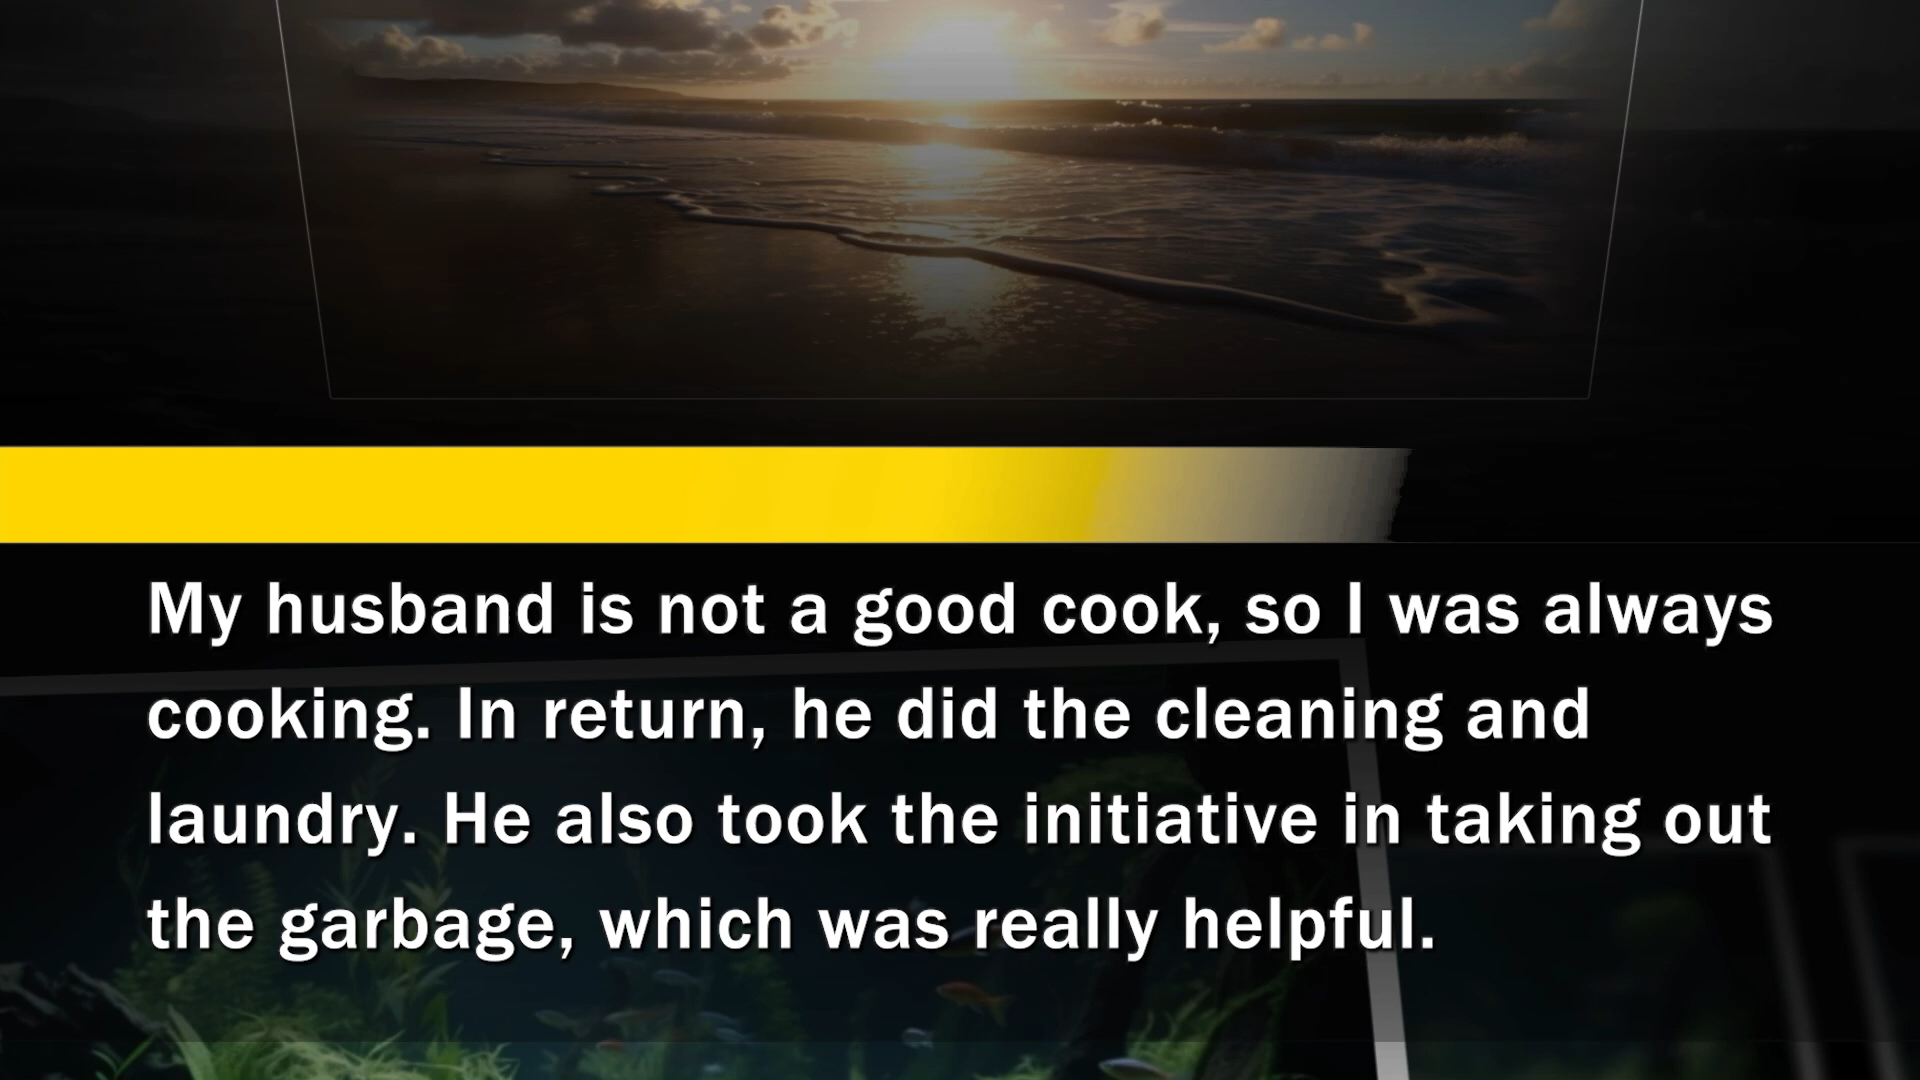 My husband is not a good cook, so I was always
cooking. In return, he did the cleaning and
laundry. He also took the initiative in taking out
the garbage, which was really helpful.